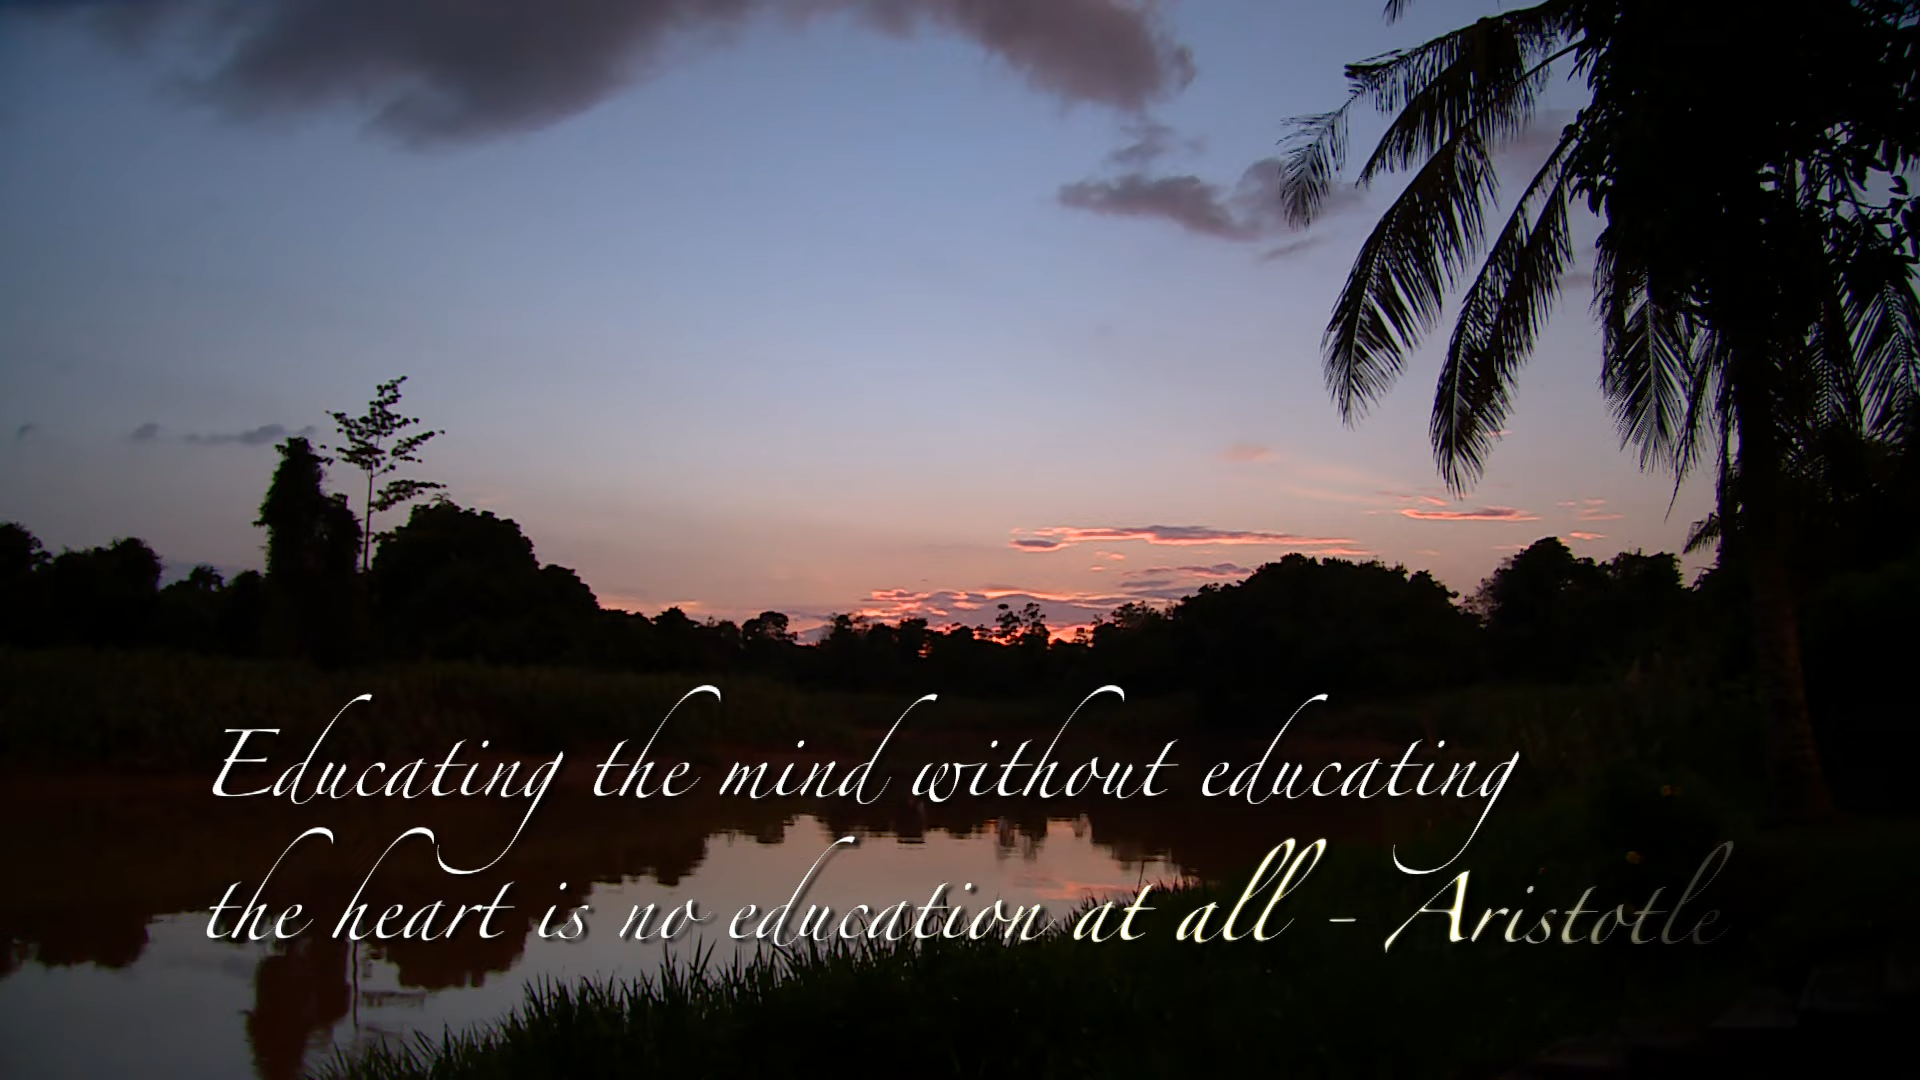 Educating the mind without educating
the heart is no education at all - Aristotle